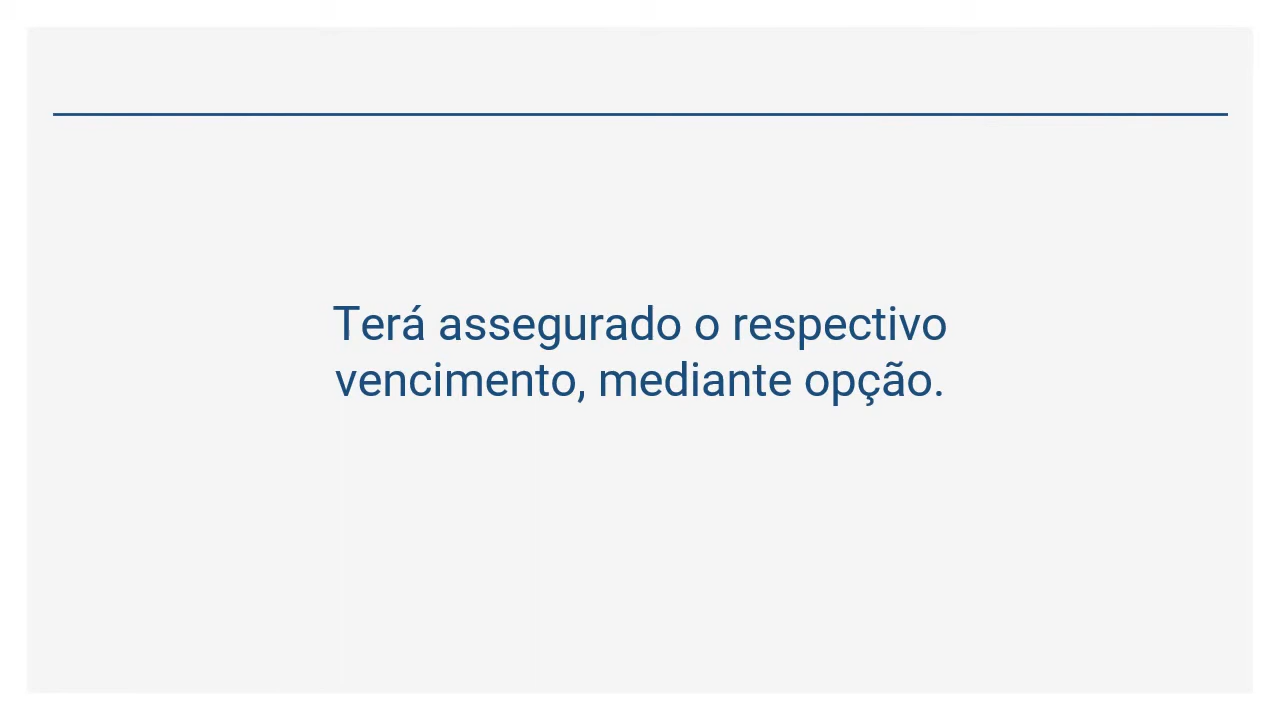 Terá assegurado o respectivo
vencimento, mediante opção.